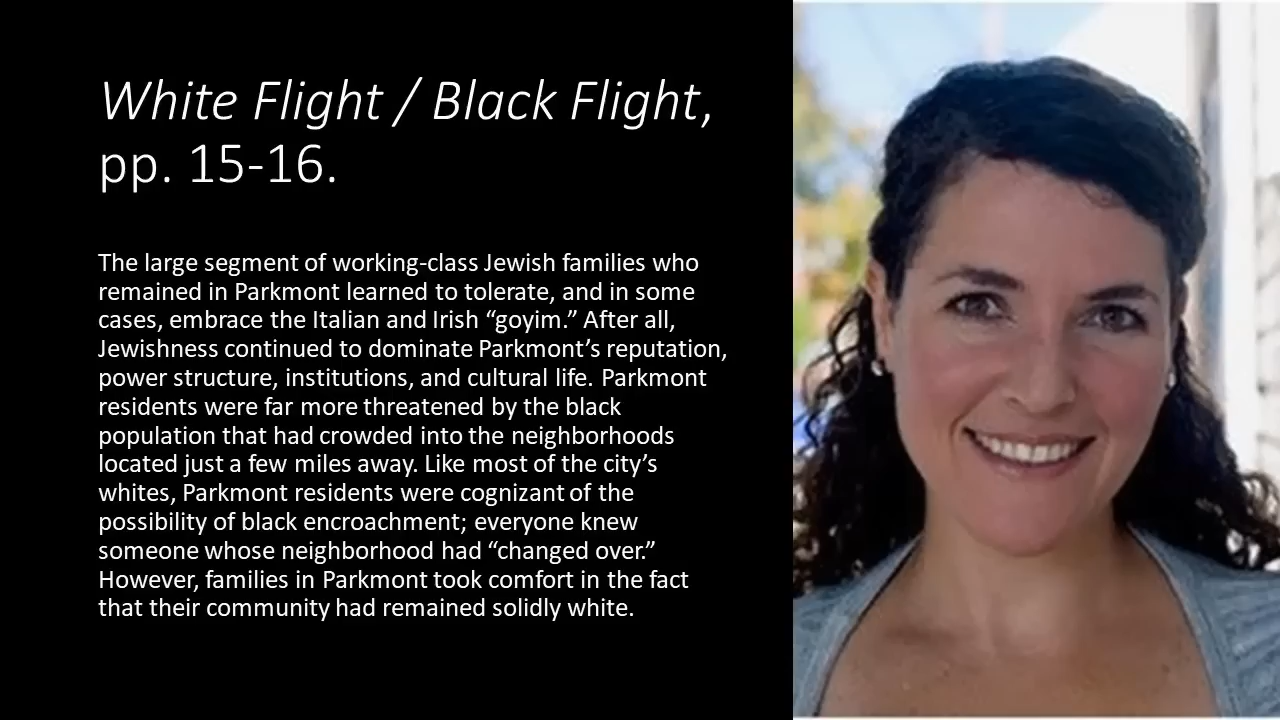 White Flight / Black Flight,
pp. 15-16.
The large segment of working-class Jewish families who
remained in Parkmont learned to tolerate, and in some
cases, embrace the Italian and Irish “goyim.” After all,
Jewishness continued to dominate Parkmont’s reputation,
power structure, institutions, and cultural life. Parkmont
residents were far more threatened by the black
population that had crowded into the neighborhoods
located just a few miles away. Like most of the city’s
whites, Parkmont residents were cognizant of the
possibility of black encroachment; everyone knew
someone whose neighborhood had “changed over.”
However, families in Parkmont took comfort in the fact
that their community had remained solidly white.